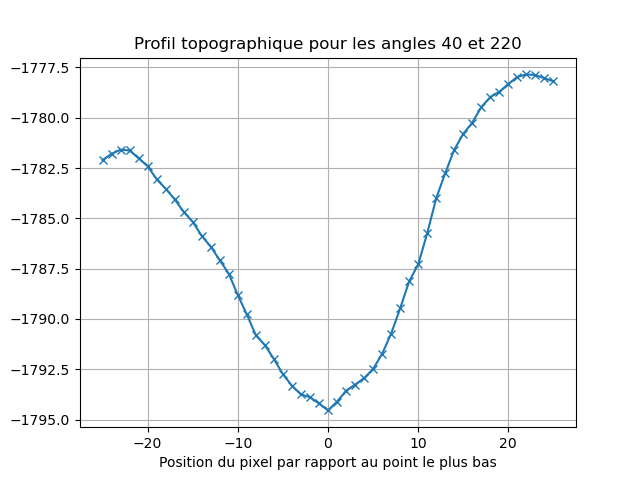 Profil topographique pour les angles 40 et 220
−1777.5
−1780.0
−1782.5
−1785.0
−1787.5
−1790.0
−1792.5
−1795.0
−20 −10 0 10 20
Position du pixel par rapport au point le plus bas